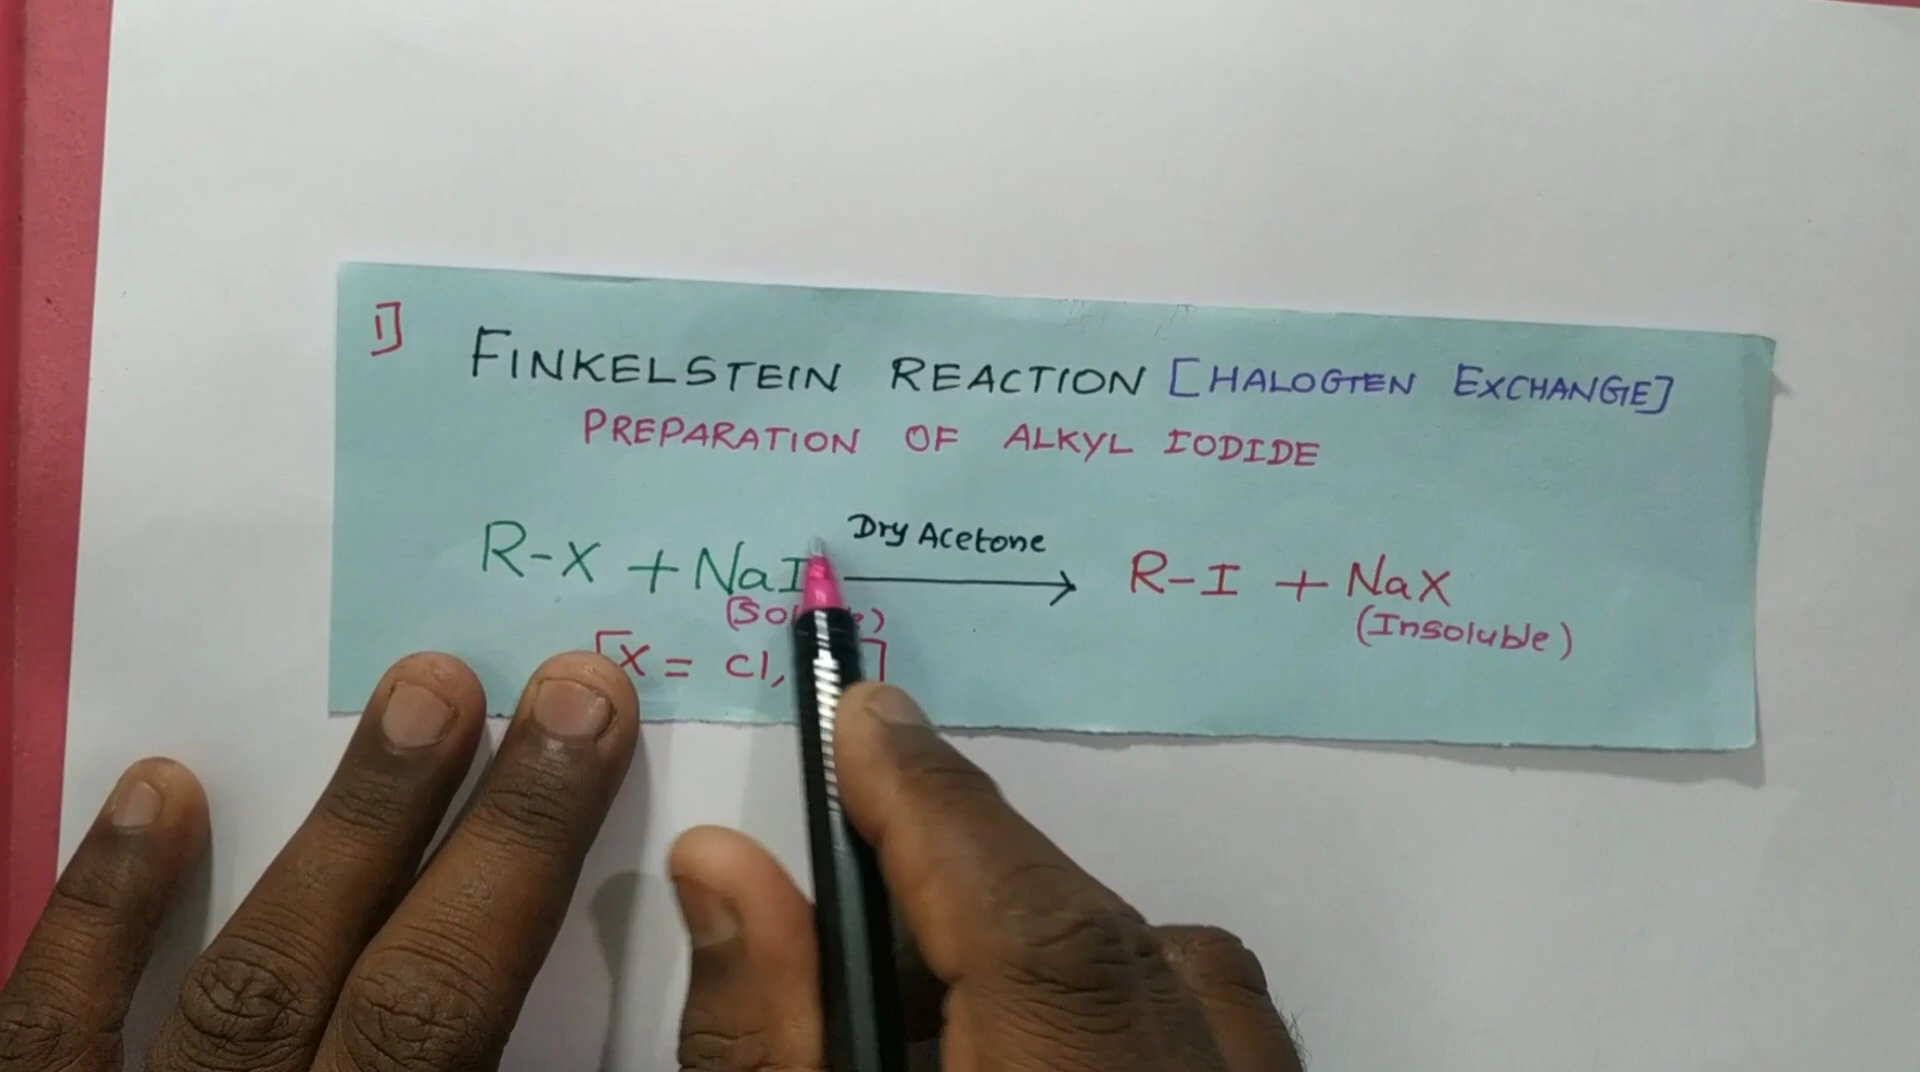 1]
FINKELSTEIN REACTION [HALOGEN EXCHANGE]
PREPARATION OF ALKYL IODIDE
R-X + NaI Dry Acetone → R-I + NaX
(Insoluble)
[X = Cl, ]